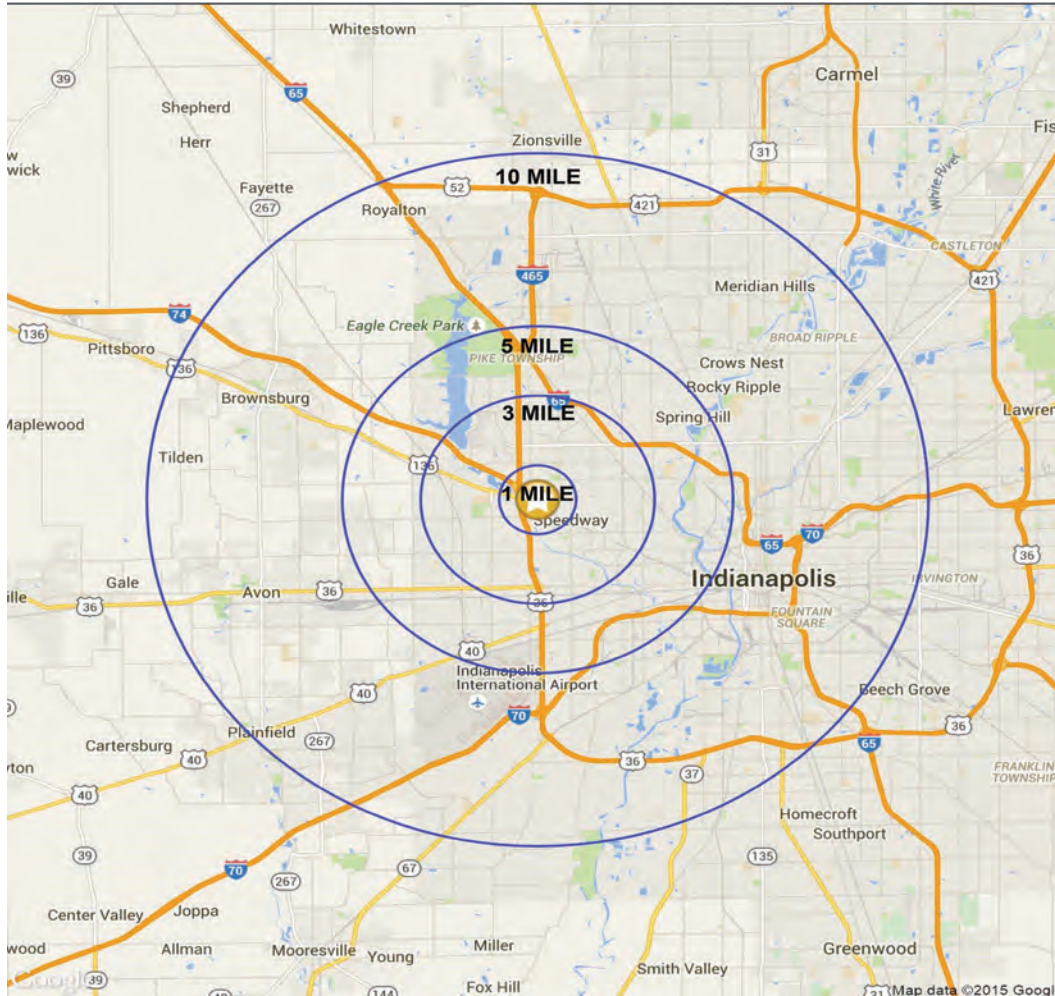 Whitestown
39
65
Carmel
Shepherd
Herr
Zionsville
31
Fis
w
wick
White River
Fayette
267
52
10 MILE
Royalton
421
CASTLETON
465
421
Meridian Hills
74
Eagle Creek Park
136
Pittsboro
5 MILE
PIKE TOWNSHIP
BROAD RIPPLE
136
Crows Nest
Rocky Ripple
Brownsburg
65
3 MILE
Spring Hill
Lawren
Maplewood
Tilden
136
1 MILE
Speedway
65
70
36
Gale
Indianapolis
IRVINGTON
ille
36
Avon
36
36
FOUNTAIN
SQUARE
40
Indianapolis
International Airport
40
Beech Grove
70
Plainfield
267
Cartersburg
40
36
65
36
37
FRANKLIN
TOWNSHIP
yton
40
Homecroft
Southport
39
135
67
70
267
Center Valley
Joppa
wood
Allman
Mooresville
Young
Miller
Greenwood
Smith Valley
Google
39
144
Fox Hill
31
Map data ©2015 Googl